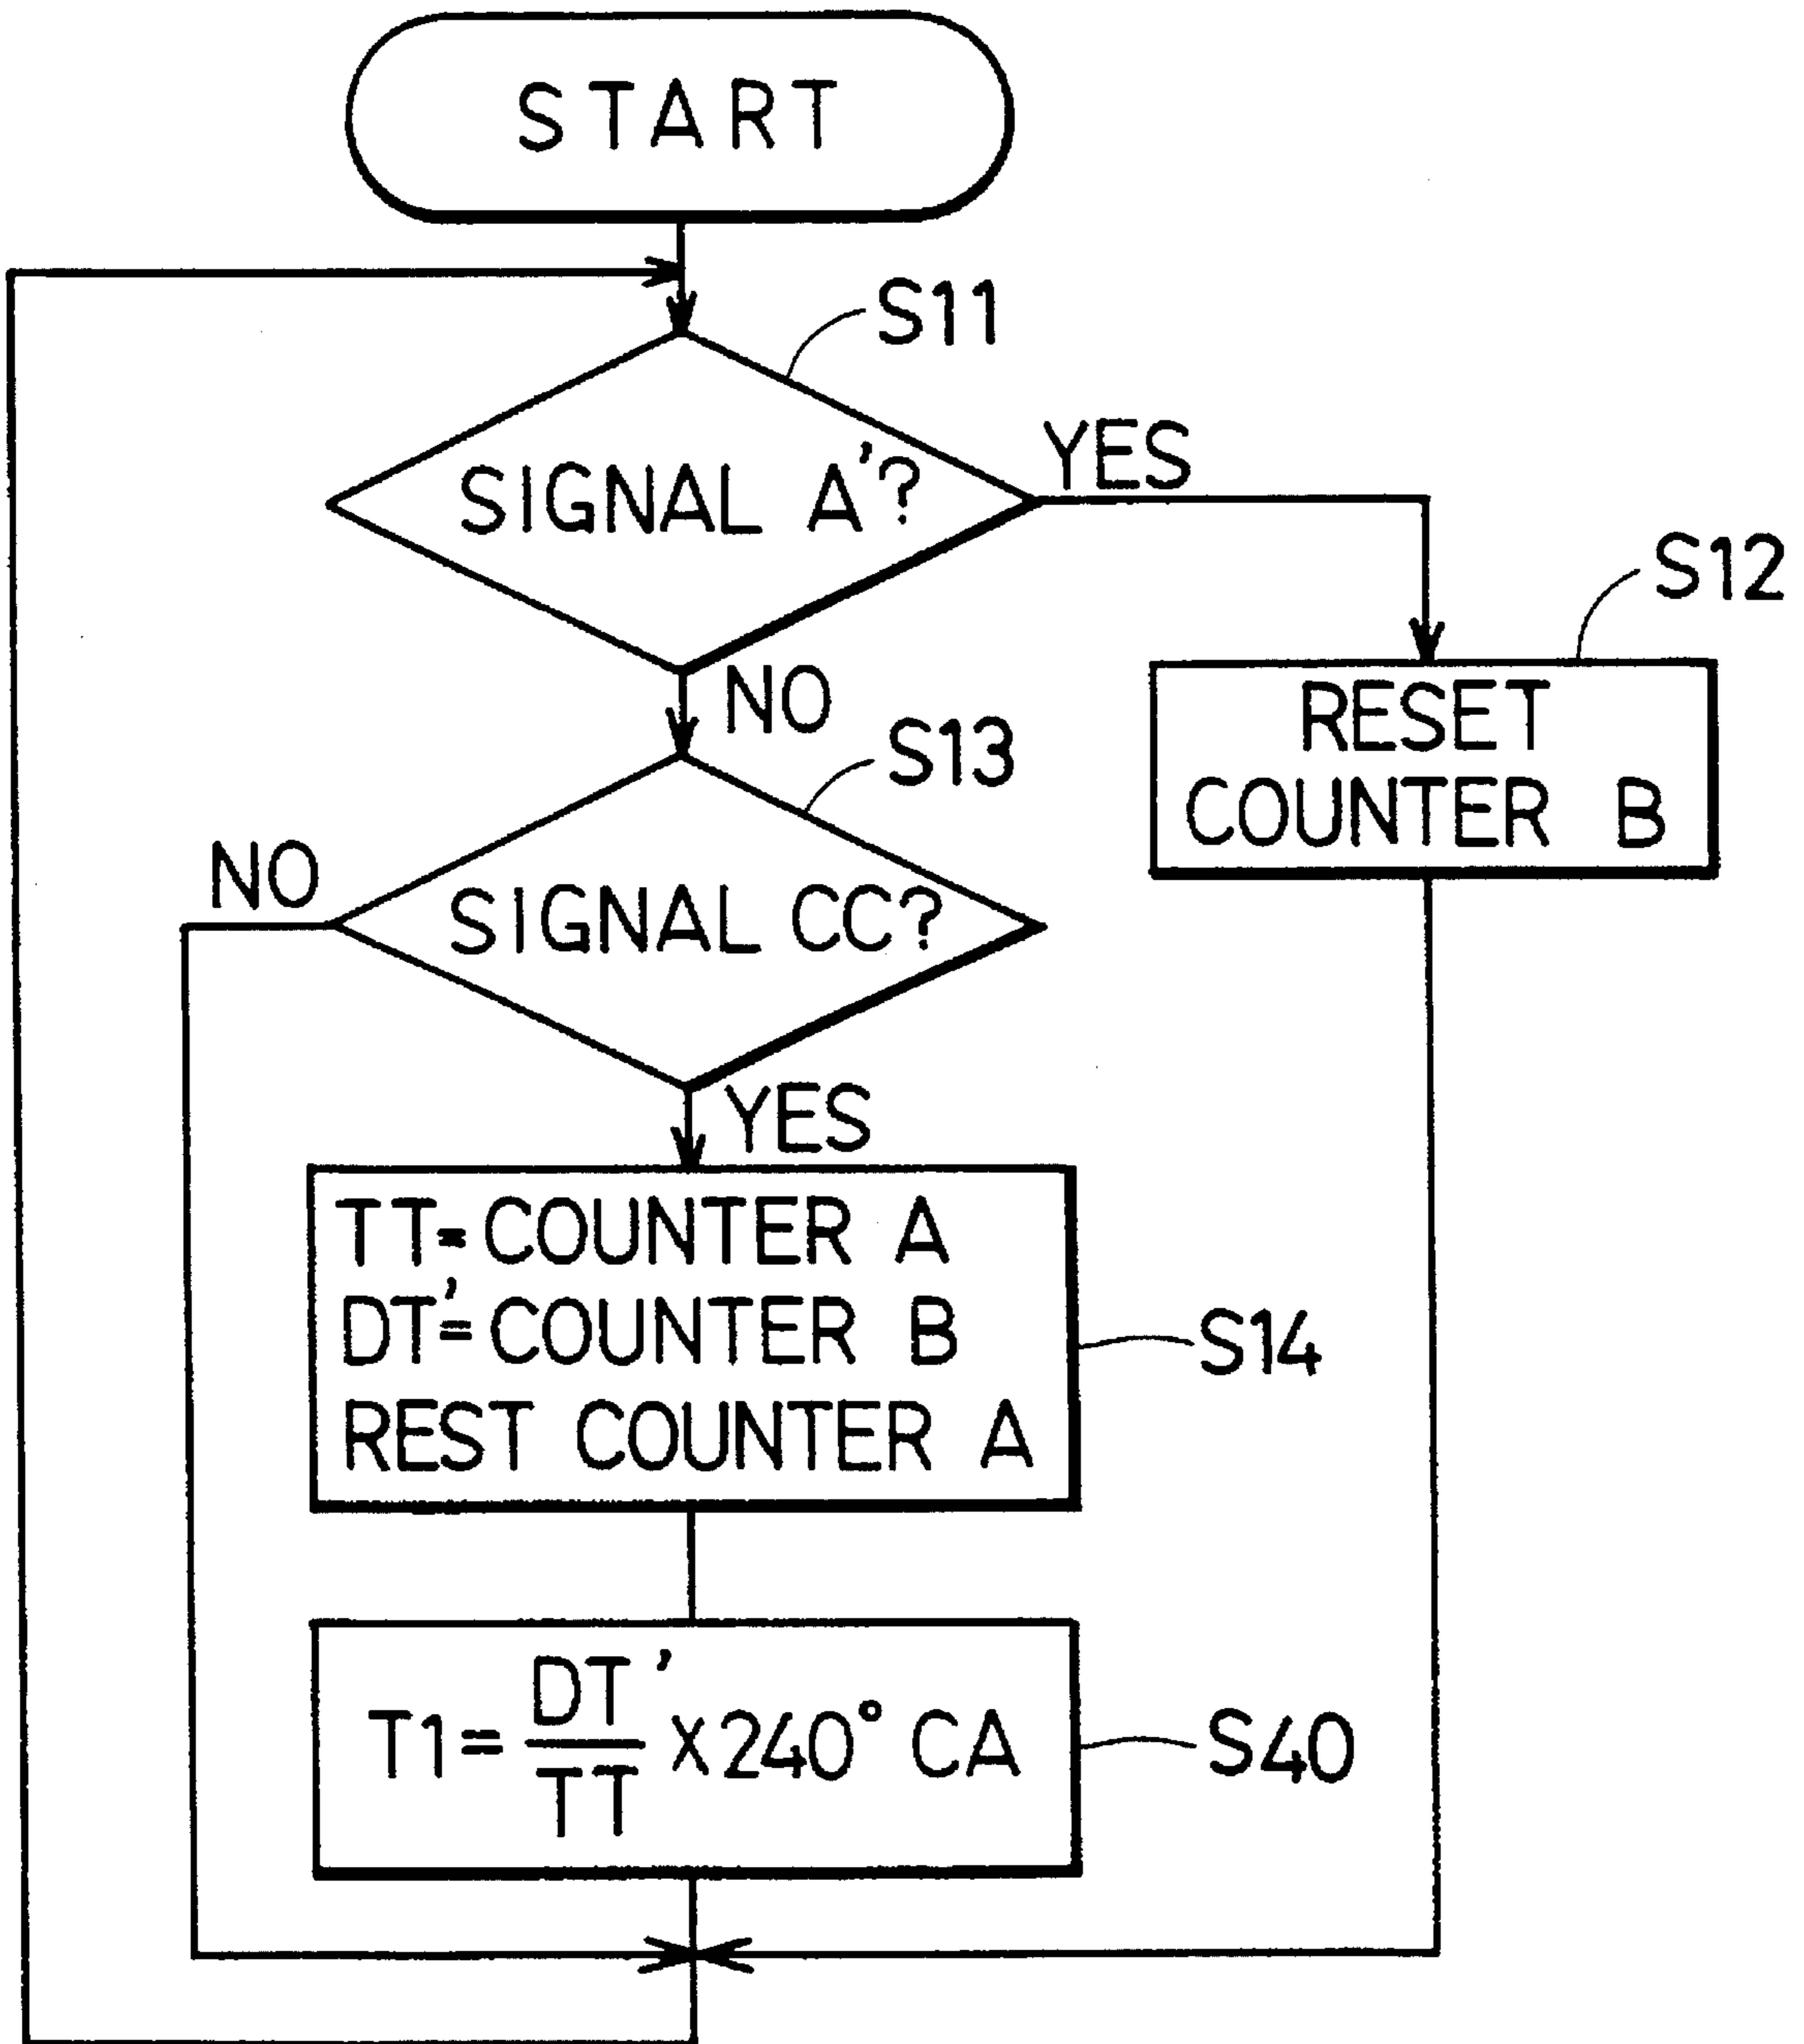 START
S11
SIGNAL A'?
YES
S12
RESET
COUNTER B
NO
S13
NO
SIGNAL CC?
YES
TT=COUNTER A
DT'=COUNTER B
REST COUNTER A
S14
T1=DT'/TT×240° CA
S40